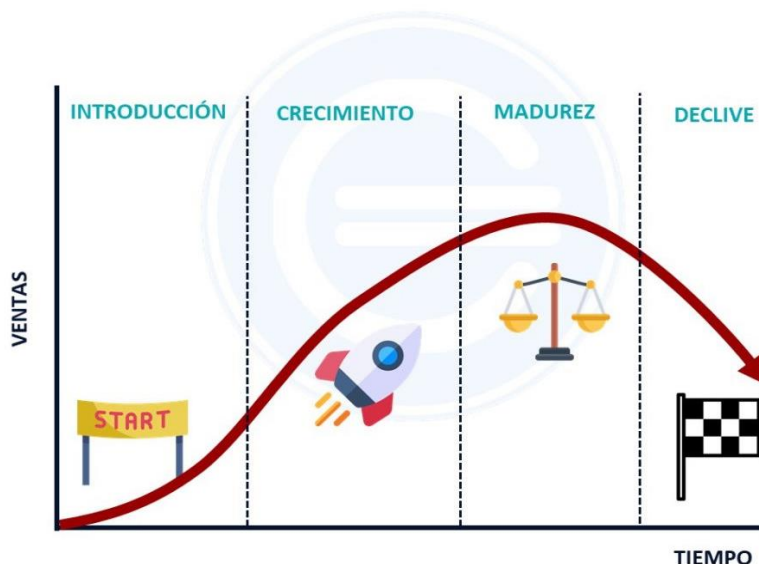 INTRODUCCIÓN
CRECIMIENTO
MADUREZ
DECLIVE
VENTAS
START
TIEMPO